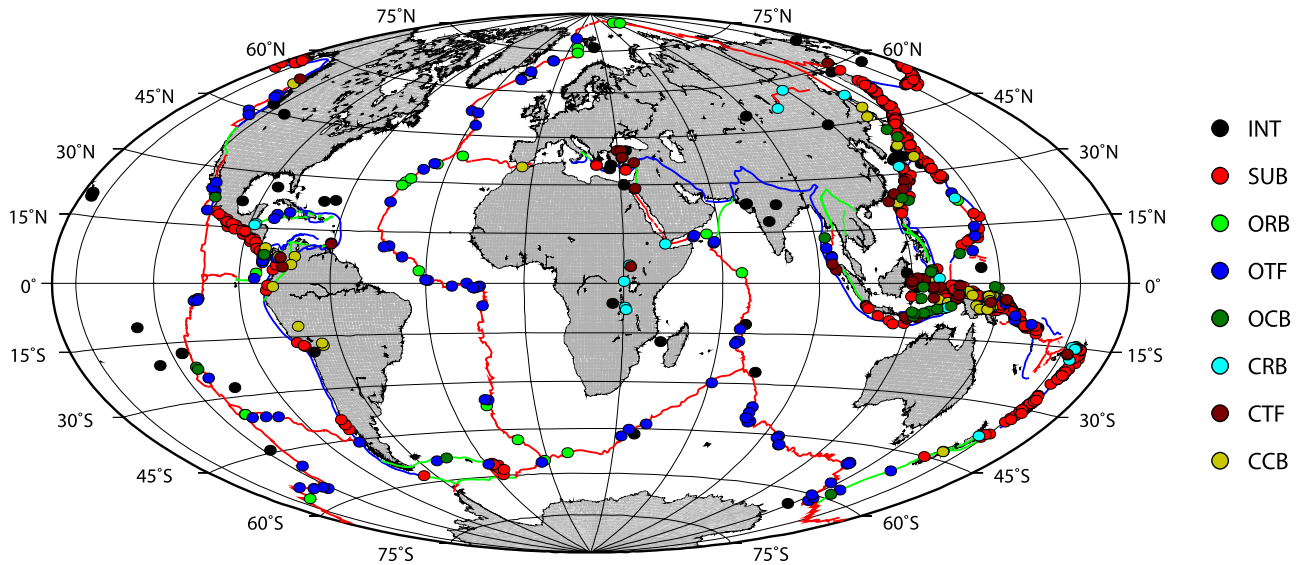 75˚N
75˚N
60˚N
60˚N
45˚N
45˚N
30˚N
30˚N
15˚N
15˚N
0˚
0˚
15˚S
15˚S
30˚S
30˚S
45˚S
45˚S
60˚S
60˚S
75˚S
75˚S
INT
SUB
ORB
OTF
OCB
CRB
CTF
CCB